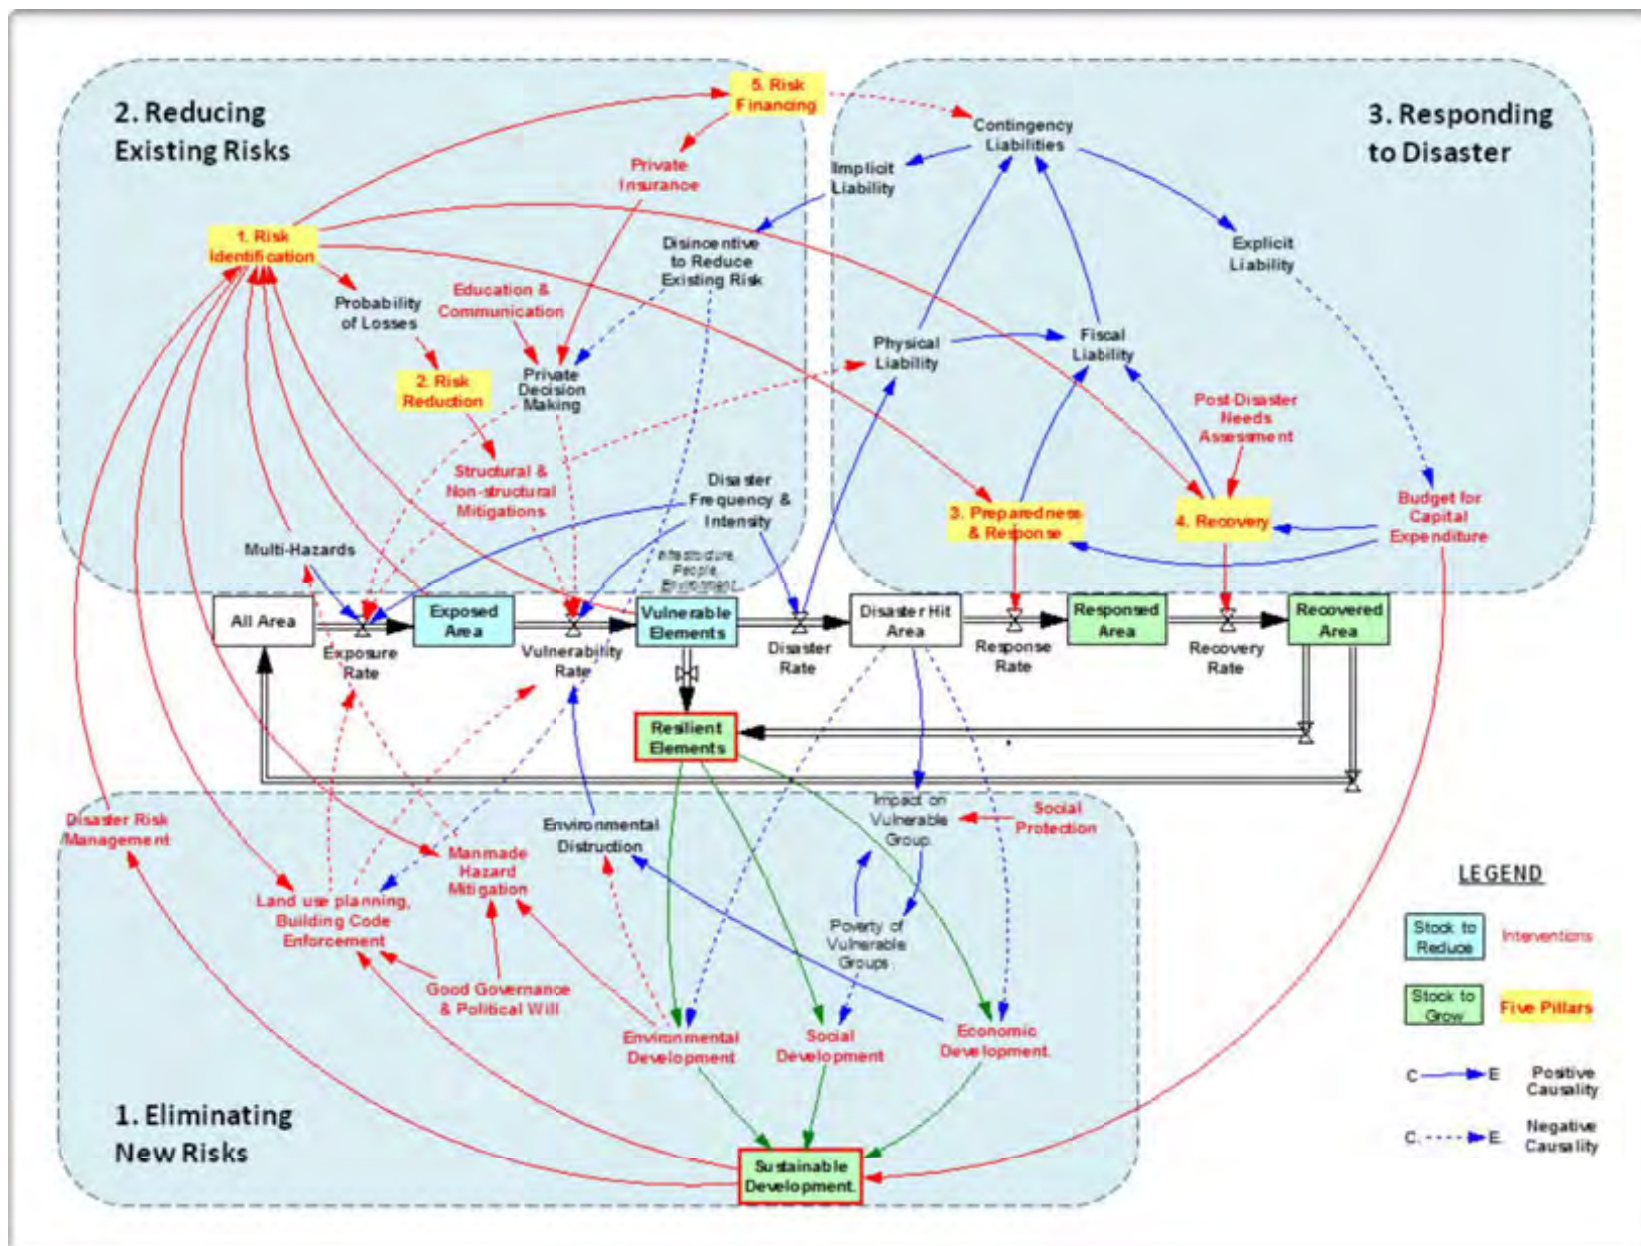 2. Reducing
Existing Risks
5. Risk
Financing
3. Responding
to Disaster
Contingency
Liabilities
Private
Insurance
Implicit
Liability
1. Risk
Identification
Disincentive
to Reduce
Existing Risk
Explicit
Liability
Probability
of Losses
Education &
Communication
Physical
Liability
Fiscal
Liability
2. Risk
Reduction
Private
Decision
Making
Post-Disaster
Needs
Assessment
Structural &
Non-structural
Mitigations
Disaster
Frequency &
Intensity
3. Preparedness
& Response
4. Recovery
Budget for
Capital
Expenditure
Multi-Hazards
Infrastructure,
People,
Environment
All Area
Exposed
Area
Vulnerable
Elements
Disaster Hit
Area
Responsed
Area
Recovered
Area
Exposure
Rate
Vulnerability
Rate
Disaster
Rate
Response
Rate
Recovery
Rate
Resilient
Elements
Disaster Risk
Management
Environmental
Distruction
Impact on
Vulnerable
Group.
Social
Protection
Manmade
Hazard
Mitigation
Land use planning,
Building Code
Enforcement
Poverty of
Vulnerable
Groups
Good Governance
& Political Will
Environmental
Development
Social
Development
Economic
Development.
1. Eliminating
New Risks
Sustainable
Development.
LEGEND
Stock to
Reduce
Interventions
Stock to
Grow
Five Pillars
C E Positive
Causality
C. E. Negative
Causality